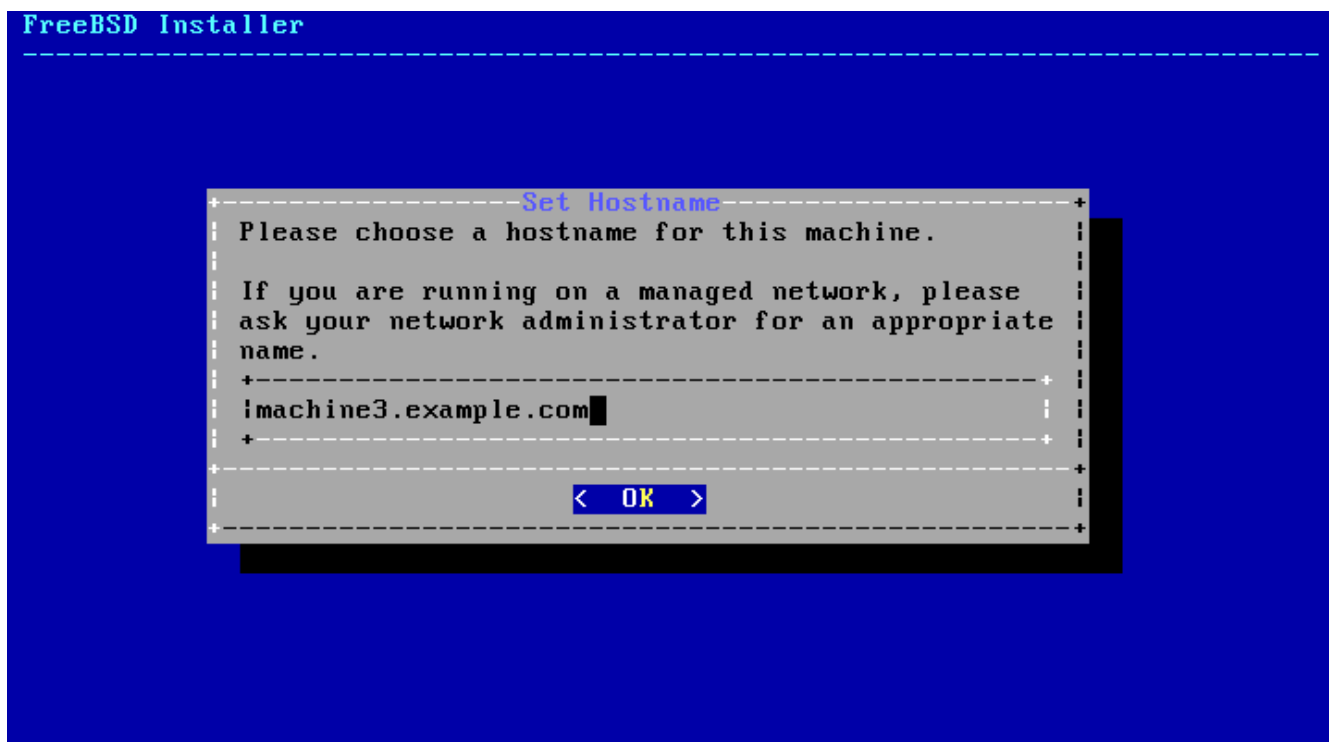 FreeBSD Installer
Set Hostname
Please choose a hostname for this machine.
If you are running on a managed network, please
ask your network administrator for an appropriate
name.
machine3.example.com
< OK >